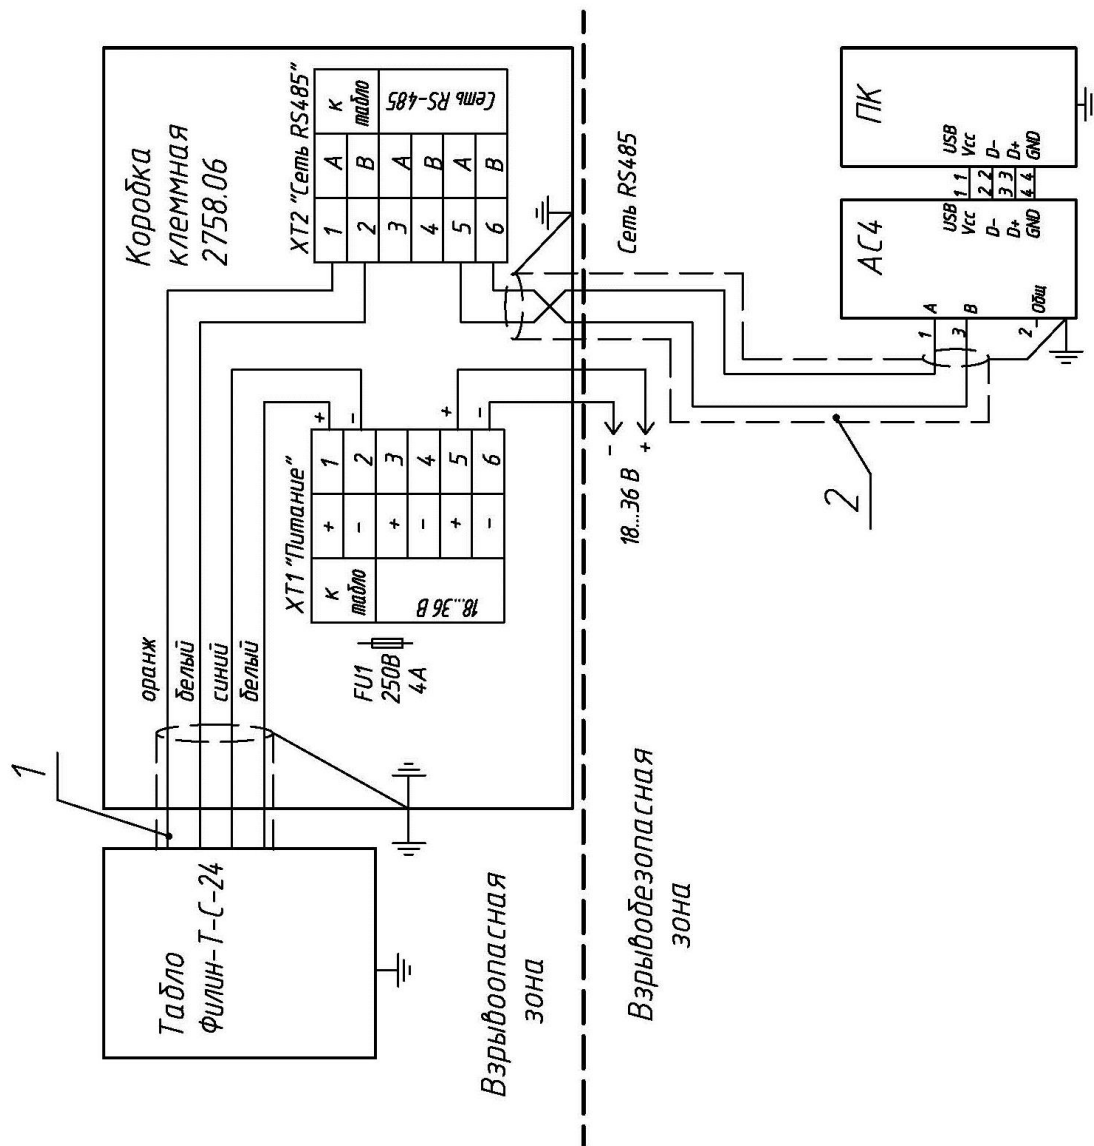 1
Табло
Филин-Т-С-24
оранж
белый
синий
белый
Коробка
клеммная
2758.06
FU1
250В
4А
XT1 "Питание"
к
табло
+
1
+
-
2
-
18...36 В
+
3
-
4
+
5
+
-
6
-
XT2 "Сеть RS485"
1
A
к
табло
2
B
3
A
Сеть RS-485
4
B
5
A
6
B
Взрывоопасная
зона
Взрывобезопасная
зона
18...36 В
-
+
Сеть RS485
2
АС4
1
A
3
B
2
Общ
USB
Vcc
D-
D+
GND
1 1
2 2
3 3
4 4
ПК
USB
Vcc
D-
D+
GND